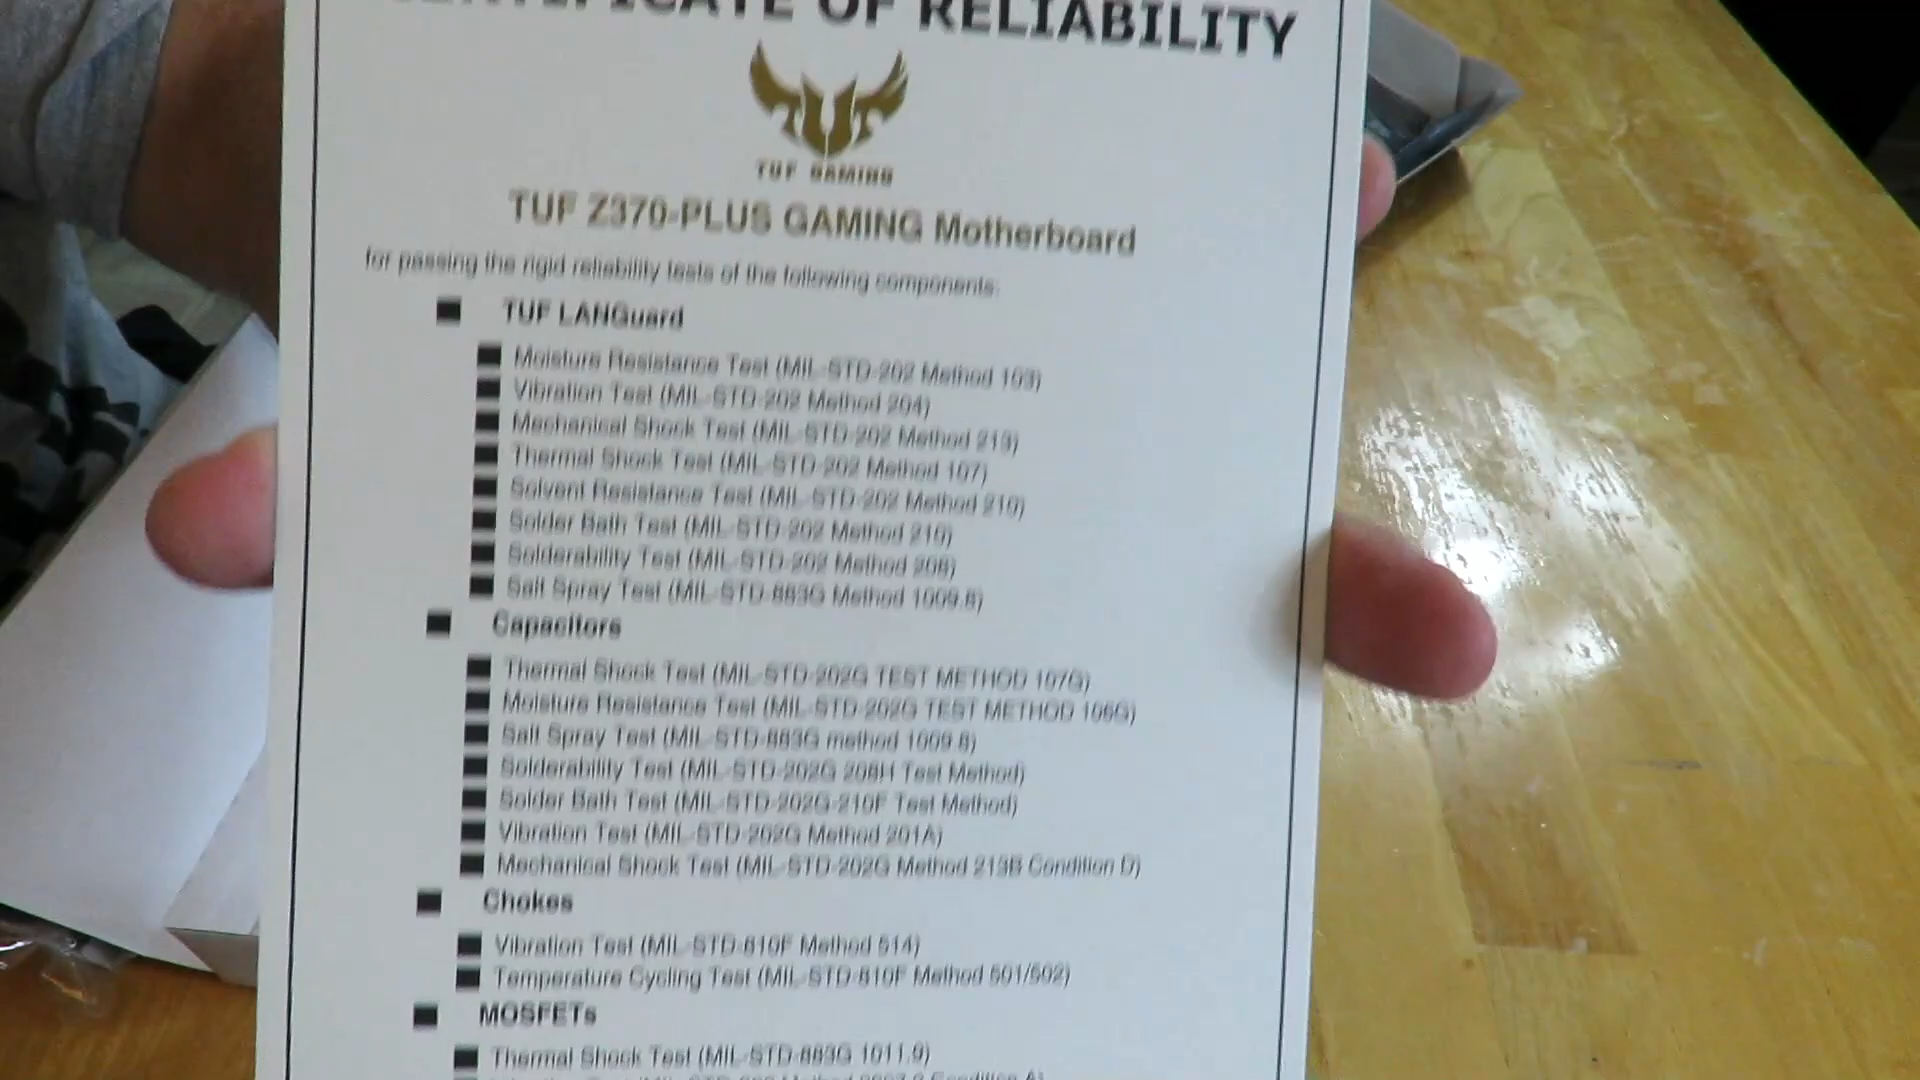 CERTIFICATE OF RELIABILITY
TUF GAMING
TUF Z370-PLUS GAMING Motherboard
for passing the rigid reliability tests of the following components:
TUF LANGuard
Moisture Resistance Test (MIL-STD-202 Method 103)
Vibration Test (MIL-STD-202 Method 204)
Mechanical Shock Test (MIL-STD-202 Method 213)
Thermal Shock Test (MIL-STD-202 Method 107)
Solvent Resistance Test (MIL-STD-202 Method 210)
Solder Bath Test (MIL-STD-202 Method 210)
Solderability Test (MIL-STD-202 Method 208)
Salt Spray Test (MIL-STD-883G Method 1009.8)
Capacitors
Thermal Shock Test (MIL-STD-202G TEST METHOD 107G)
Moisture Resistance Test (MIL-STD-202G TEST METHOD 106G)
Salt Spray Test (MIL-STD-883G method 1009.8)
Solderability Test (MIL-STD-202G 208H Test Method)
Solder Bath Test (MIL-STD-202G-210F Test Method)
Vibration Test (MIL-STD-202G Method 201A)
Mechanical Shock Test (MIL-STD-202G Method 213B Condition D)
Chokes
Vibration Test (MIL-STD-810F Method 514)
Temperature Cycling Test (MIL-STD-810F Method 501/502)
MOSFETs
Thermal Shock Test (MIL-STD-883G 1011.9)